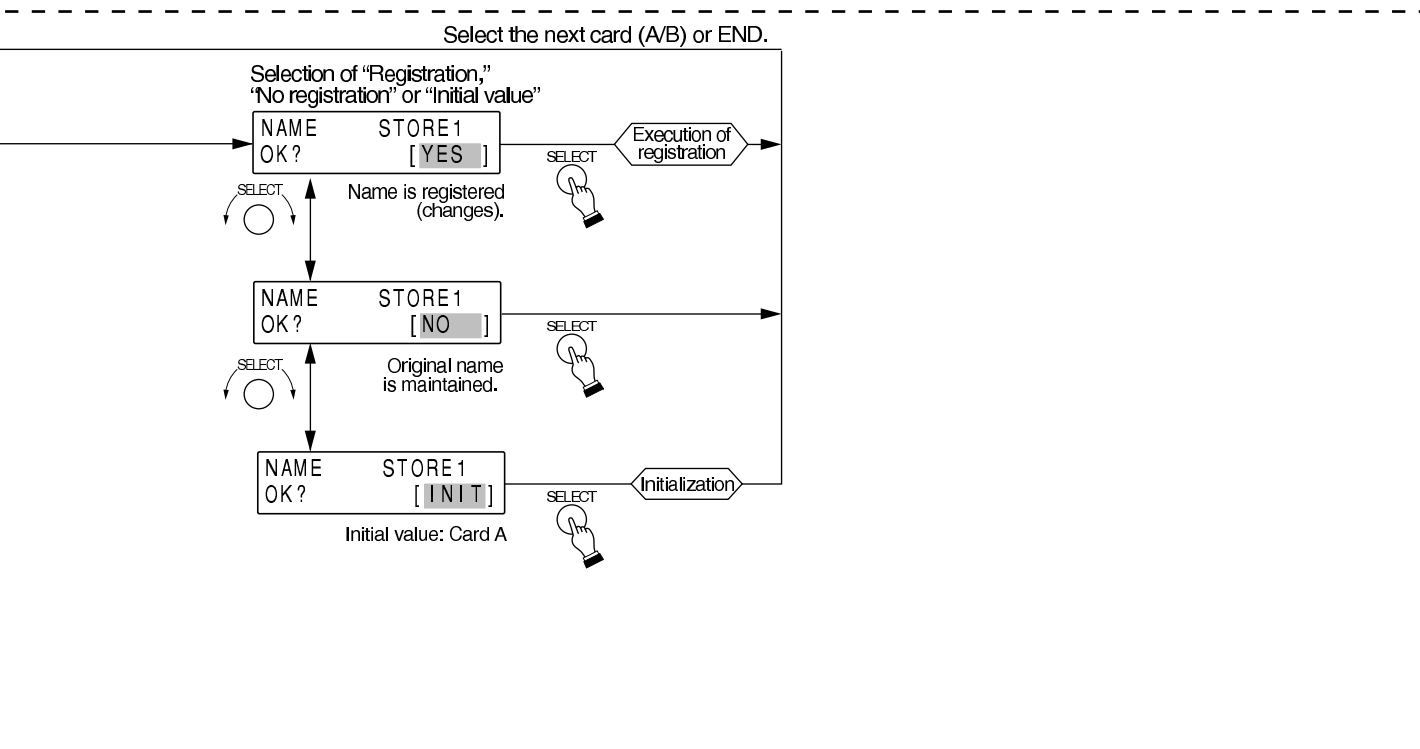 Select the next card (A/B) or END.
Selection of “Registration,”
“No registration” or “Initial value”
NAME STORE1
OK? [YES ]
SELECT
Execution of
registration
SELECT
Name is registered
(changes).
NAME STORE1
OK? [NO ]
SELECT
SELECT
Original name
is maintained.
NAME STORE1
OK? [INIT]
SELECT
Initialization
Initial value: Card A